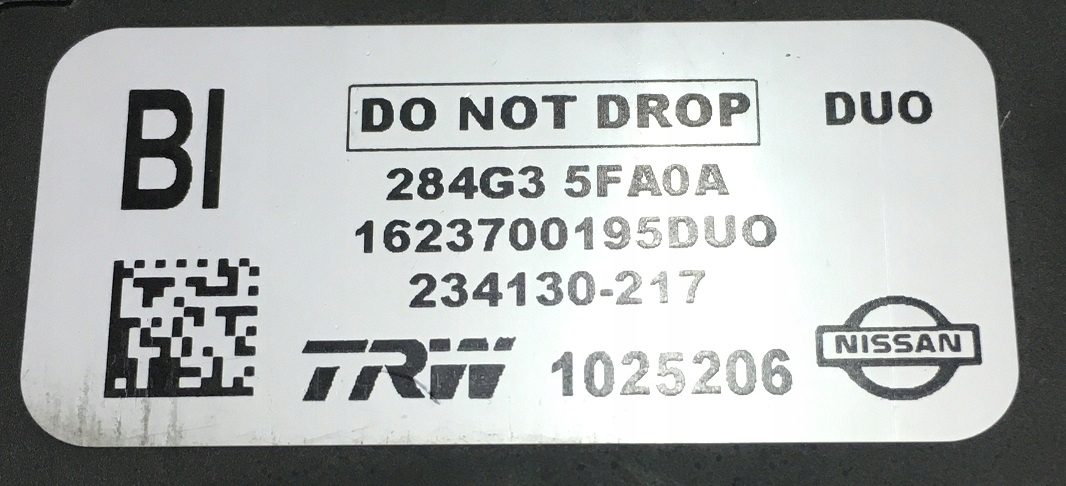 BI
DO NOT DROP
DUO
284G3 5FA0A
1623700195DUO
234130-217
TRW
1025206
NISSAN